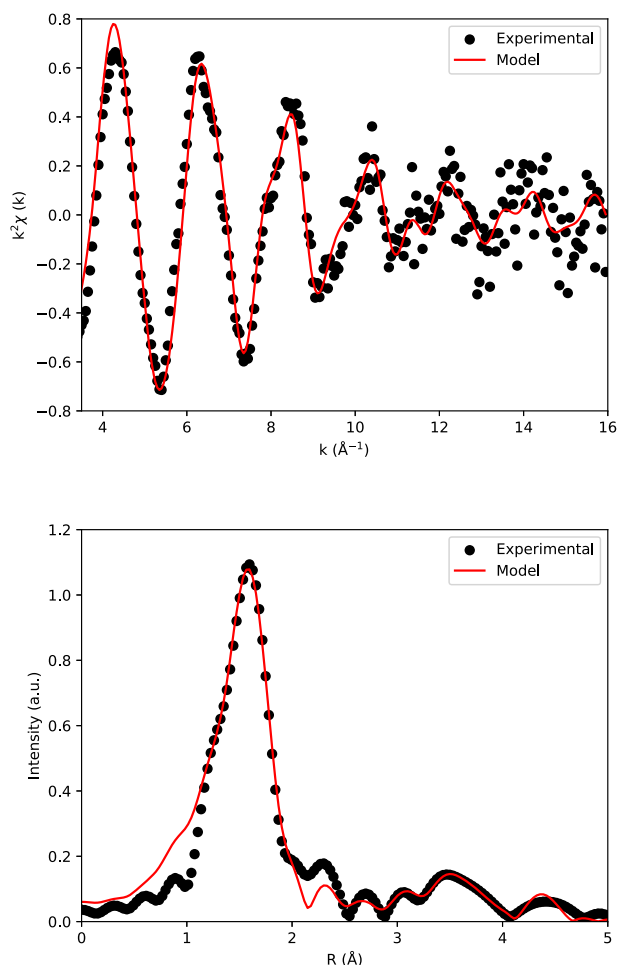 0.8
0.6
0.4
0.2
0.0
−0.2
−0.4
−0.6
−0.8
k²χ (k)
Experimental
Model
4 6 8 10 12 14 16
k (Å⁻¹)
1.2
1.0
0.8
0.6
0.4
0.2
0.0
Intensity (a.u.)
Experimental
Model
0 1 2 3 4 5
R (Å)